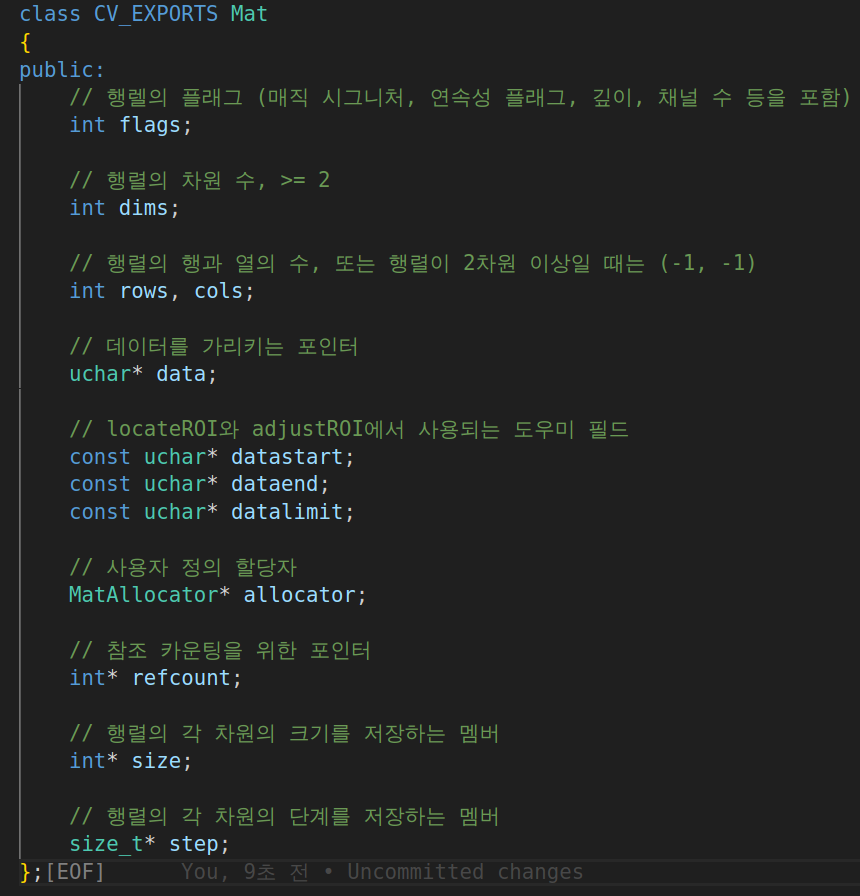 class CV_EXPORTS Mat
{
public:
// 행렐의 플래그 (매직 시그니처, 연속성 플래그, 깊이, 채널 수 등을 포함)
int flags;
// 행렬의 차원 수, >= 2
int dims;
// 행렬의 행과 열의 수, 또는 행렬이 2차원 이상일 때는 (-1, -1)
int rows, cols;
// 데이터를 가리키는 포인터
uchar* data;
// locateROI와 adjustROI에서 사용되는 도우미 필드
const uchar* datastart;
const uchar* dataend;
const uchar* datalimit;
// 사용자 정의 할당자
MatAllocator* allocator;
// 참조 카운팅을 위한 포인터
int* refcount;
// 행렬의 각 차원의 크기를 저장하는 멤버
int* size;
// 행렬의 각 차원의 단계를 저장하는 멤버
size_t* step;
};[EOF] You, 9초 전 • Uncommitted changes